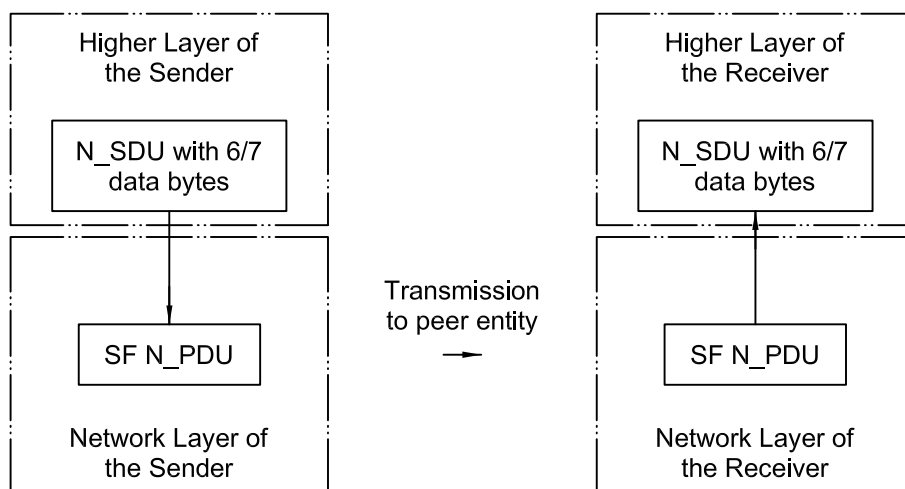 Higher Layer of
the Sender
N_SDU with 6/7
data bytes
SF N_PDU
Network Layer of
the Sender
Transmission
to peer entity
Higher Layer of
the Receiver
N_SDU with 6/7
data bytes
SF N_PDU
Network Layer of
the Receiver